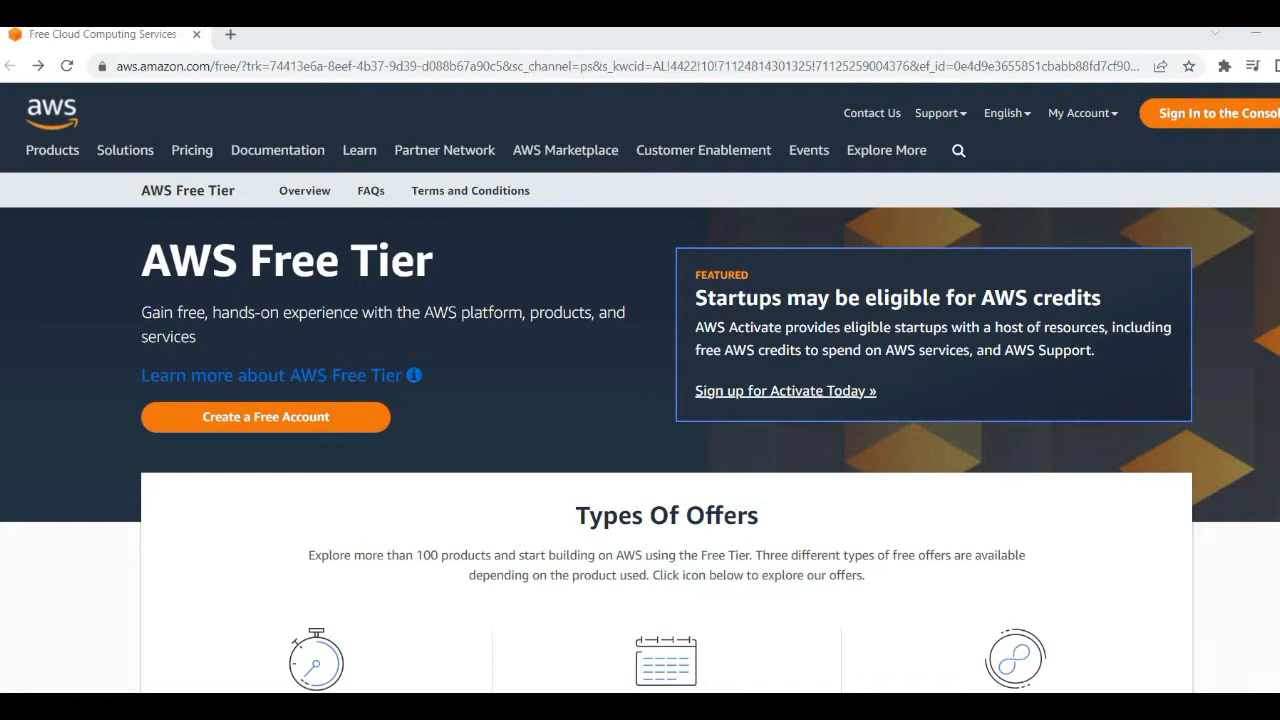 Free Cloud Computing Services
aws.amazon.com/free/?trk=74413e6a-8eef-4b37-9d39-d088b67a90c5&sc_channel=ps&s_kwcid=AL!4422!10!71124814301325!71125259004376&ef_id=0e4d9e3655851cbabb88fd7cf90...
aws
Contact Us Support English My Account Sign In to the Consol
Products Solutions Pricing Documentation Learn Partner Network AWS Marketplace Customer Enablement Events Explore More
AWS Free Tier Overview FAQs Terms and Conditions
AWS Free Tier
Gain free, hands-on experience with the AWS platform, products, and
services
Learn more about AWS Free Tier
Create a Free Account
FEATURED
Startups may be eligible for AWS credits
AWS Activate provides eligible startups with a host of resources, including
free AWS credits to spend on AWS services, and AWS Support.
Sign up for Activate Today »
Types Of Offers
Explore more than 100 products and start building on AWS using the Free Tier. Three different types of free offers are available
depending on the product used. Click icon below to explore our offers.